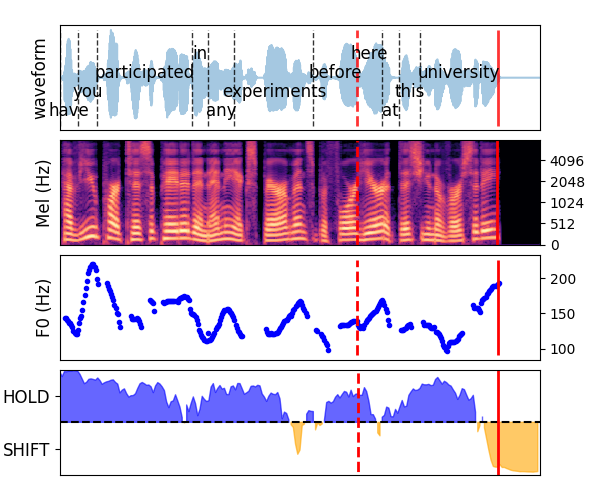 waveform
in here
participated before university
you experiments this
have any at
Mel (Hz)
4096
2048
1024
512
0
F0 (Hz)
200
150
100
HOLD
SHIFT